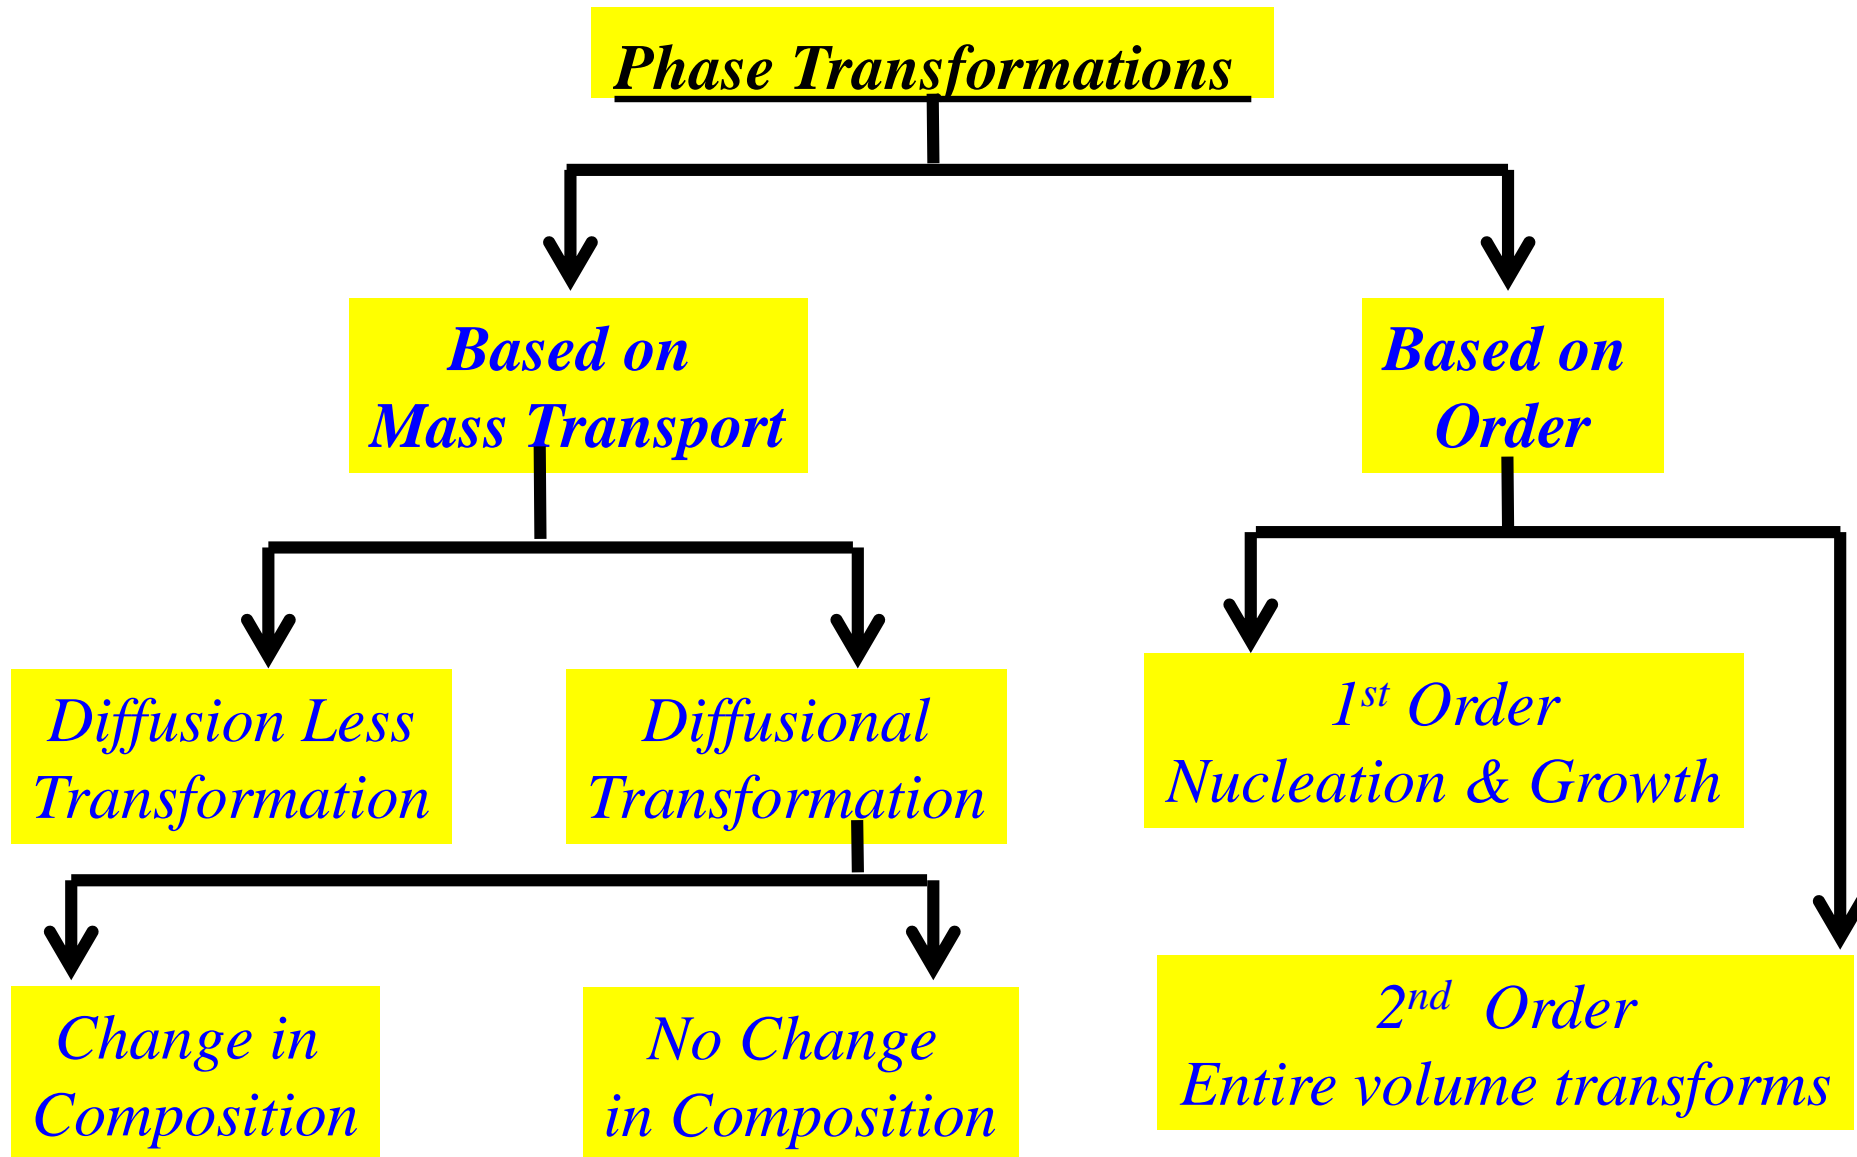 Phase Transformations
Based on
Mass Transport
Based on
Order
Diffusion Less
Transformation
Diffusional
Transformation
1st Order
Nucleation & Growth
Change in
Composition
No Change
in Composition
2nd Order
Entire volume transforms